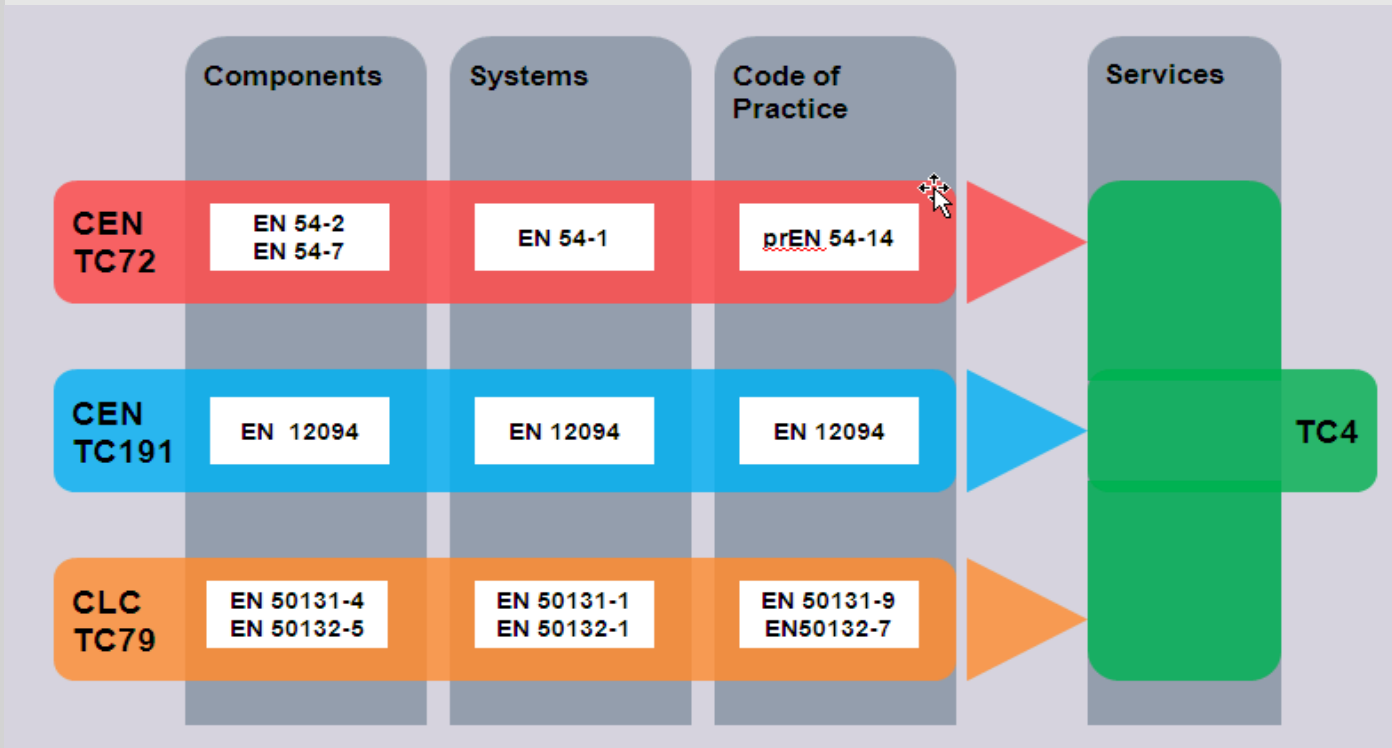 Components
Systems
Code of
Practice
Services
CEN
TC72
EN 54-2
EN 54-7
EN 54-1
prEN 54-14
CEN
TC191
EN  12094
EN 12094
EN 12094
TC4
CLC
TC79
EN 50131-4
EN 50132-5
EN 50131-1
EN 50132-1
EN 50131-9
EN50132-7